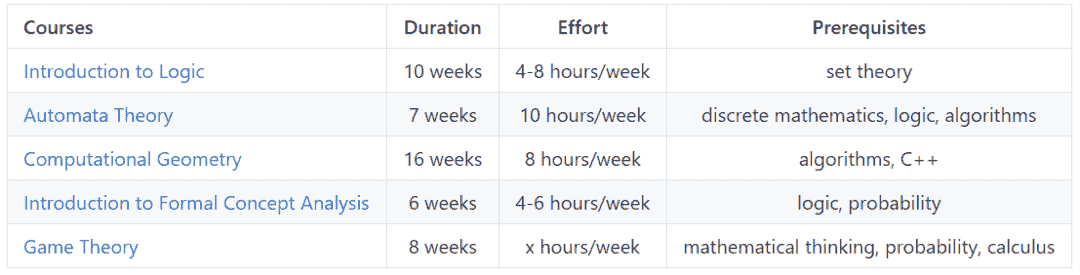 Courses Duration Effort Prerequisites
Introduction to Logic 10 weeks 4-8 hours/week set theory
Automata Theory 7 weeks 10 hours/week discrete mathematics, logic, algorithms
Computational Geometry 16 weeks 8 hours/week algorithms, C++
Introduction to Formal Concept Analysis 6 weeks 4-6 hours/week logic, probability
Game Theory 8 weeks x hours/week mathematical thinking, probability, calculus